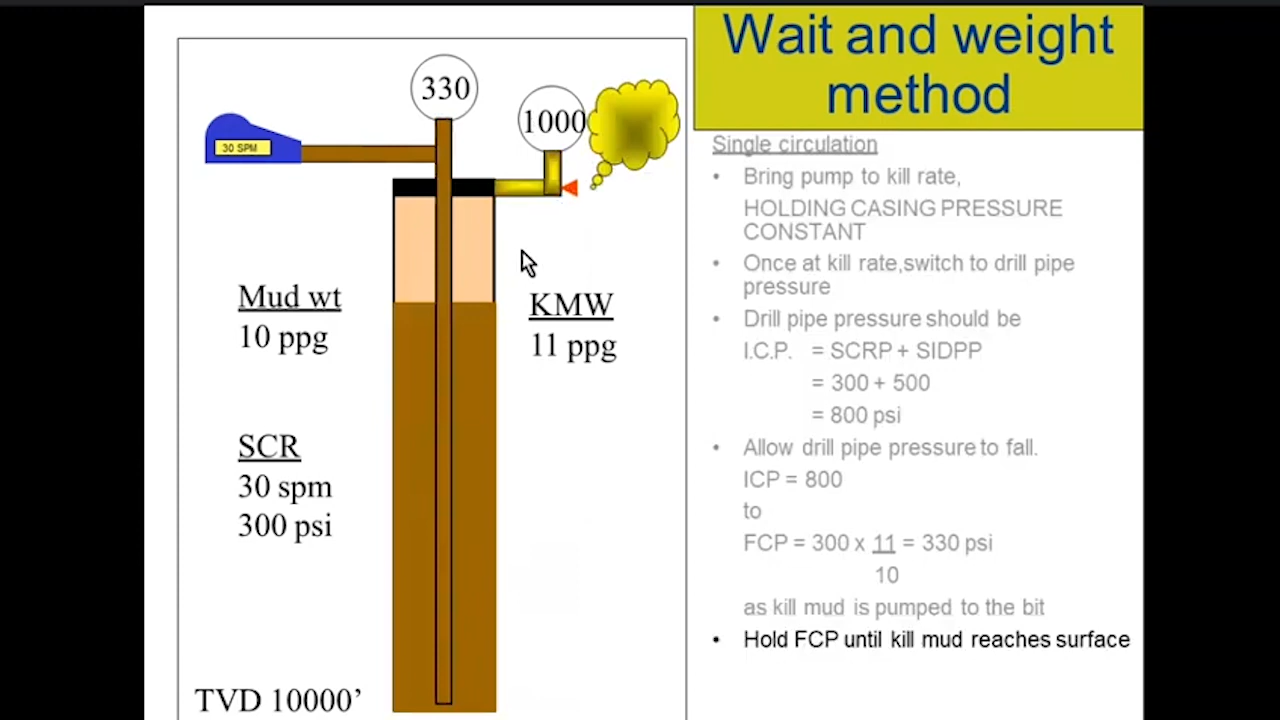 Wait and weight
method
330
1000
30 SPM
Mud wt
10 ppg
KMW
11 ppg
SCR
30 spm
300 psi
TVD 10000’
Single circulation
• Bring pump to kill rate,
HOLDING CASING PRESSURE
CONSTANT
• Once at kill rate,switch to drill pipe
pressure
• Drill pipe pressure should be
I.C.P. = SCRP + SIDPP
= 300 + 500
= 800 psi
• Allow drill pipe pressure to fall.
ICP = 800
to
FCP = 300 x 11 = 330 psi
10
as kill mud is pumped to the bit
• Hold FCP until kill mud reaches surface